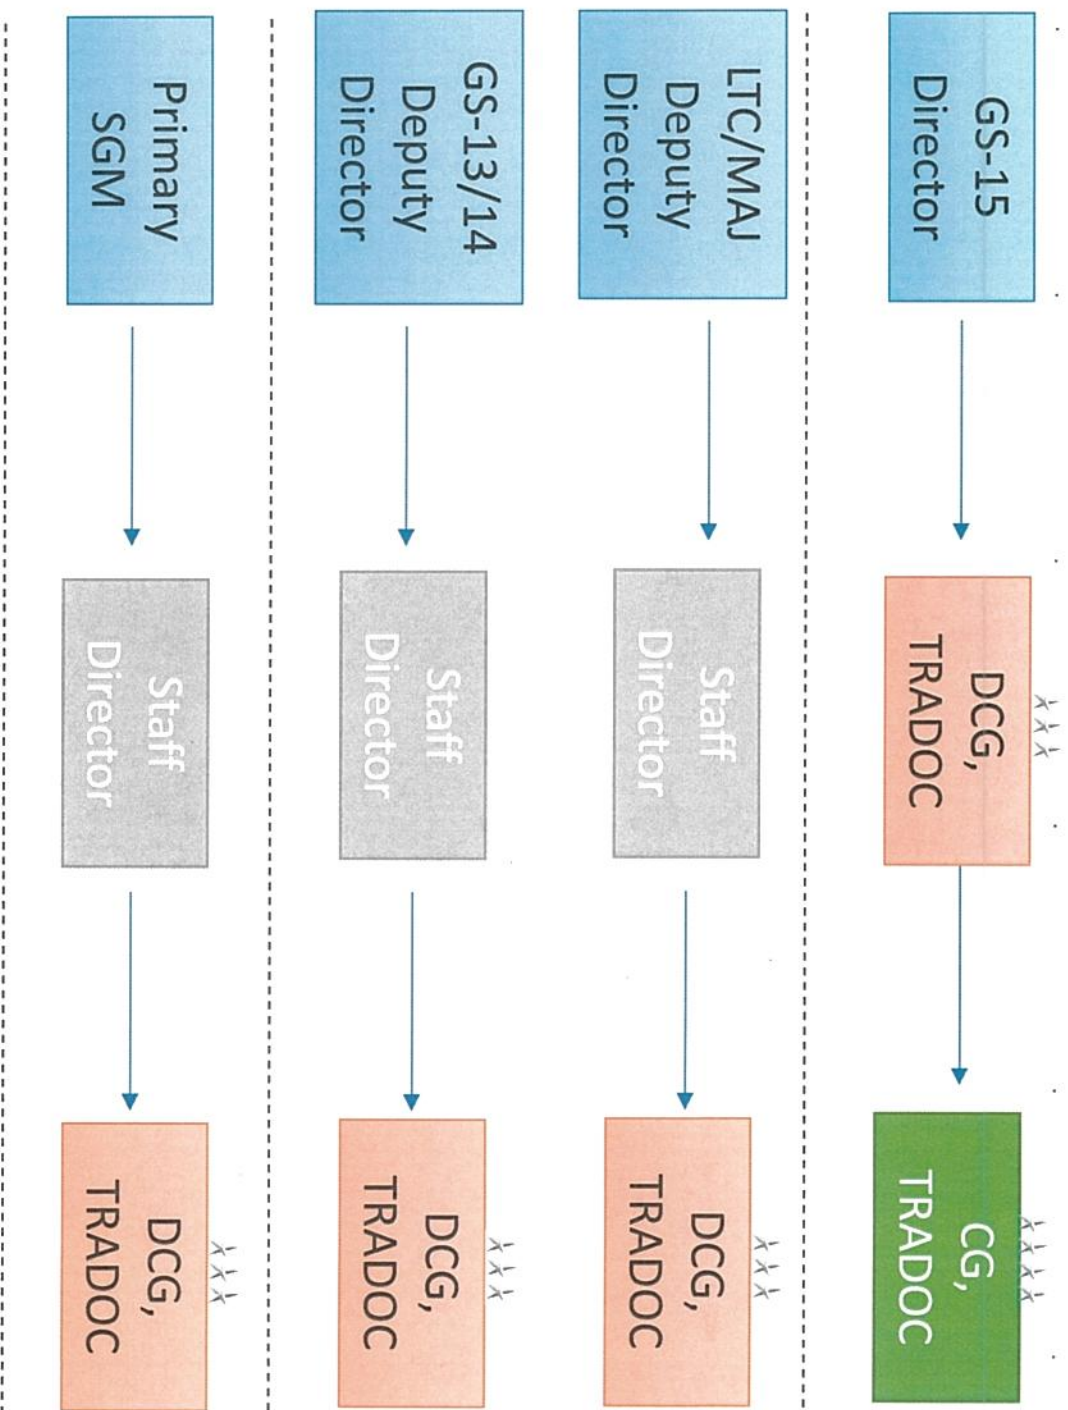 GS-15
Director
DCG,
TRADOC
CG,
TRADOC
LTC/MAJ
Deputy
Director
Staff
Director
DCG,
TRADOC
GS-13/14
Deputy
Director
Staff
Director
DCG,
TRADOC
Primary
SGM
Staff
Director
DCG,
TRADOC